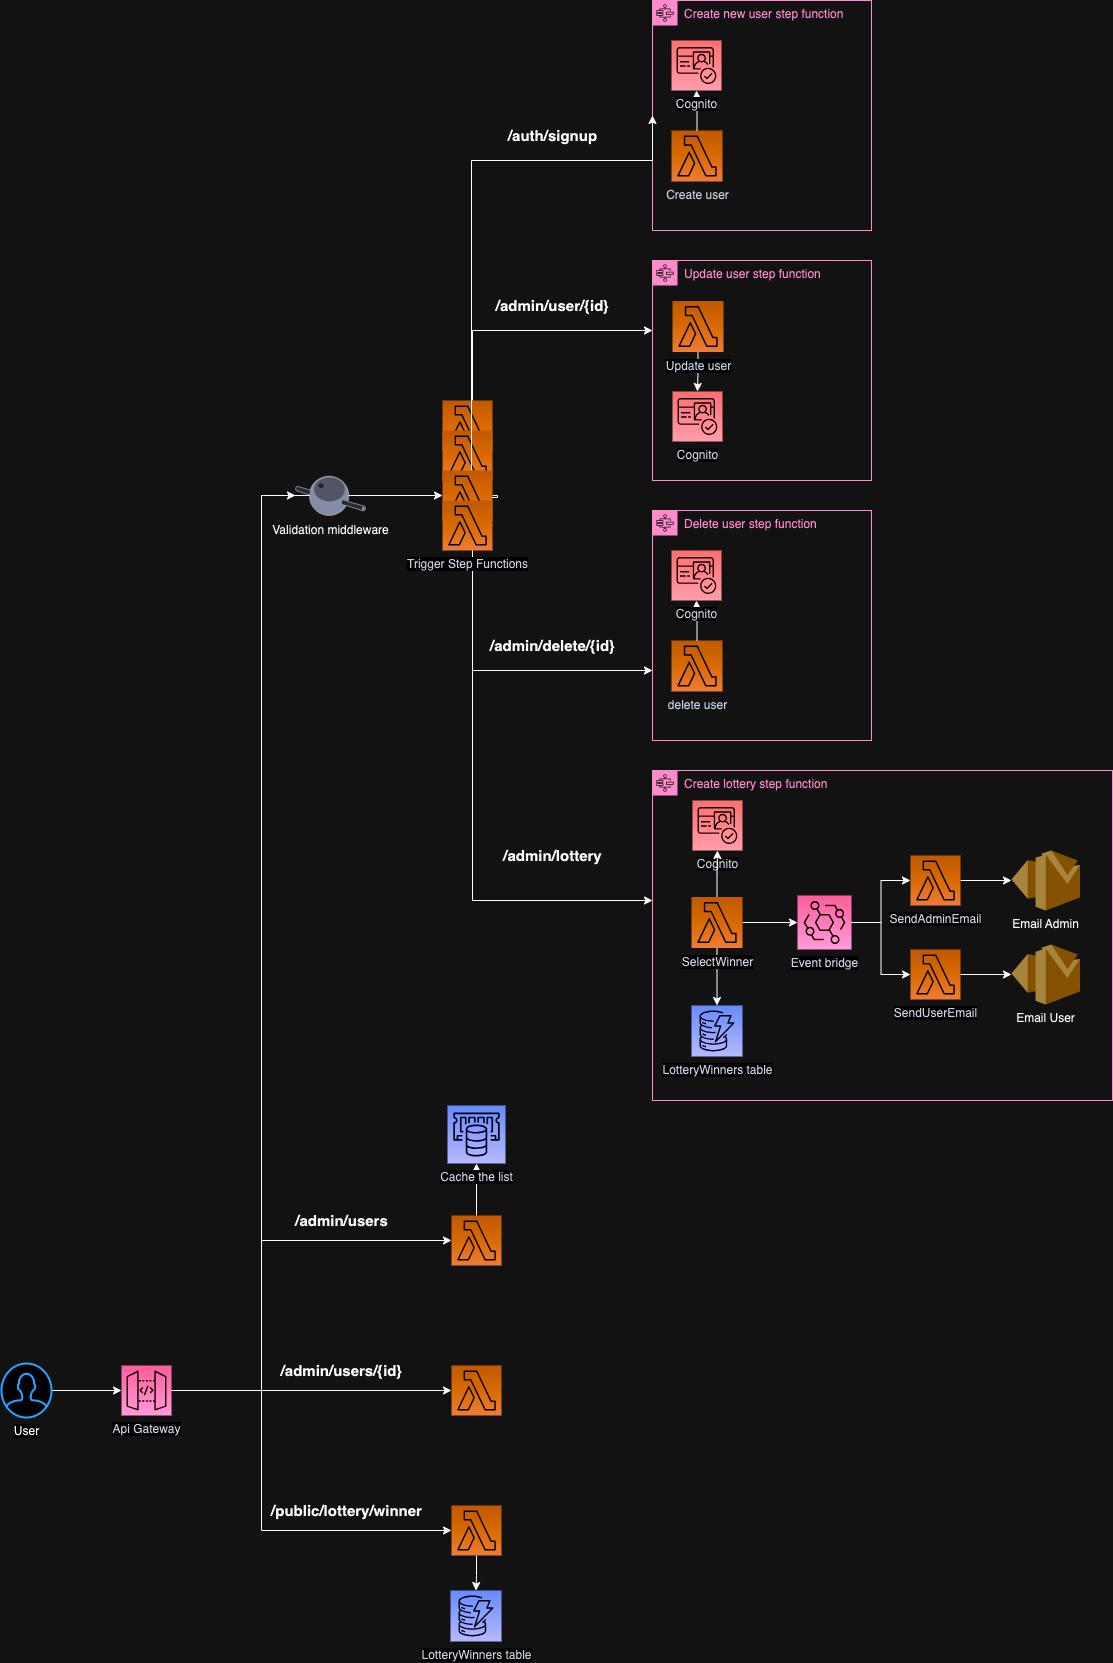 Create new user step function
Cognito
/auth/signup
Create user
Update user step function
/admin/user/{id}
Update user
Cognito
Validation middleware
Trigger Step Functions
Delete user step function
Cognito
/admin/delete/{id}
delete user
Create lottery step function
/admin/lottery
Cognito
SendAdminEmail
Email Admin
SelectWinner
Event bridge
SendUserEmail
Email User
LotteryWinners table
Cache the list
/admin/users
/admin/users/{id}
User
Api Gateway
/public/lottery/winner
LotteryWinners table